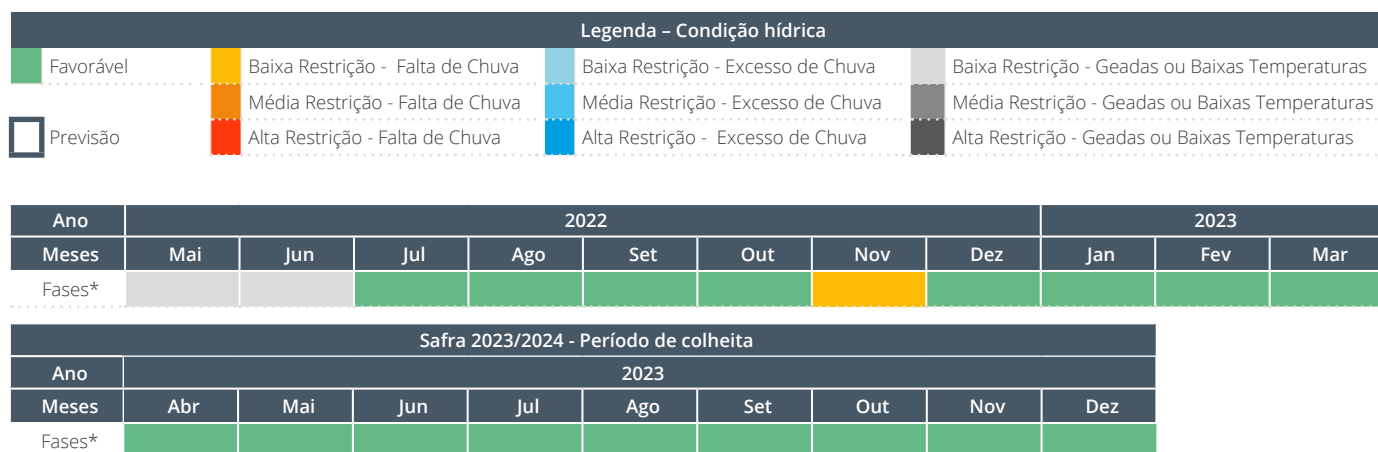 Legenda – Condição hídrica
Favorável Baixa Restrição - Falta de Chuva Baixa Restrição - Excesso de Chuva Baixa Restrição - Geadas ou Baixas Temperaturas
Média Restrição - Falta de Chuva Média Restrição - Excesso de Chuva Média Restrição - Geadas ou Baixas Temperaturas
Previsão Alta Restrição - Falta de Chuva Alta Restrição - Excesso de Chuva Alta Restrição - Geadas ou Baixas Temperaturas
Ano 2022 2023
Meses Mai Jun Jul Ago Set Out Nov Dez Jan Fev Mar
Fases*
Safra 2023/2024 - Período de colheita
Ano 2023
Meses Abr Mai Jun Jul Ago Set Out Nov Dez
Fases*